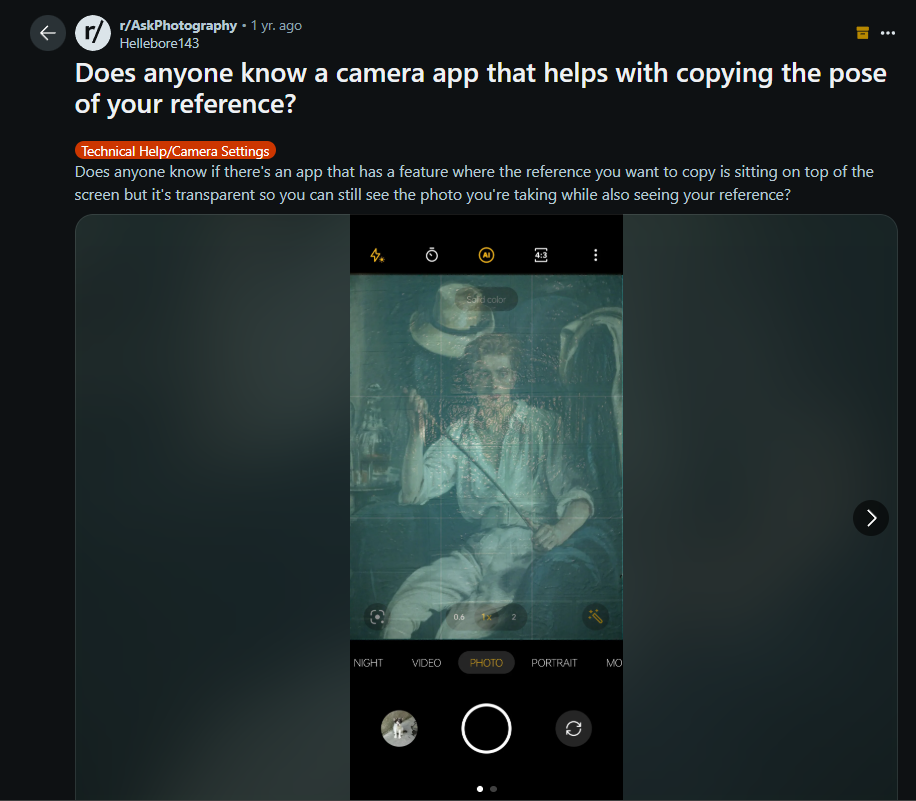 r/ r/AskPhotography • 1 yr. ago
Hellebore143
Does anyone know a camera app that helps with copying the pose
of your reference?
Technical Help/Camera Settings
Does anyone know if there's an app that has a feature where the reference you want to copy is sitting on top of the
screen but it's transparent so you can still see the photo you're taking while also seeing your reference?
AI 4:3
Solid color
0.6 1x 2
NIGHT VIDEO PHOTO PORTRAIT MO